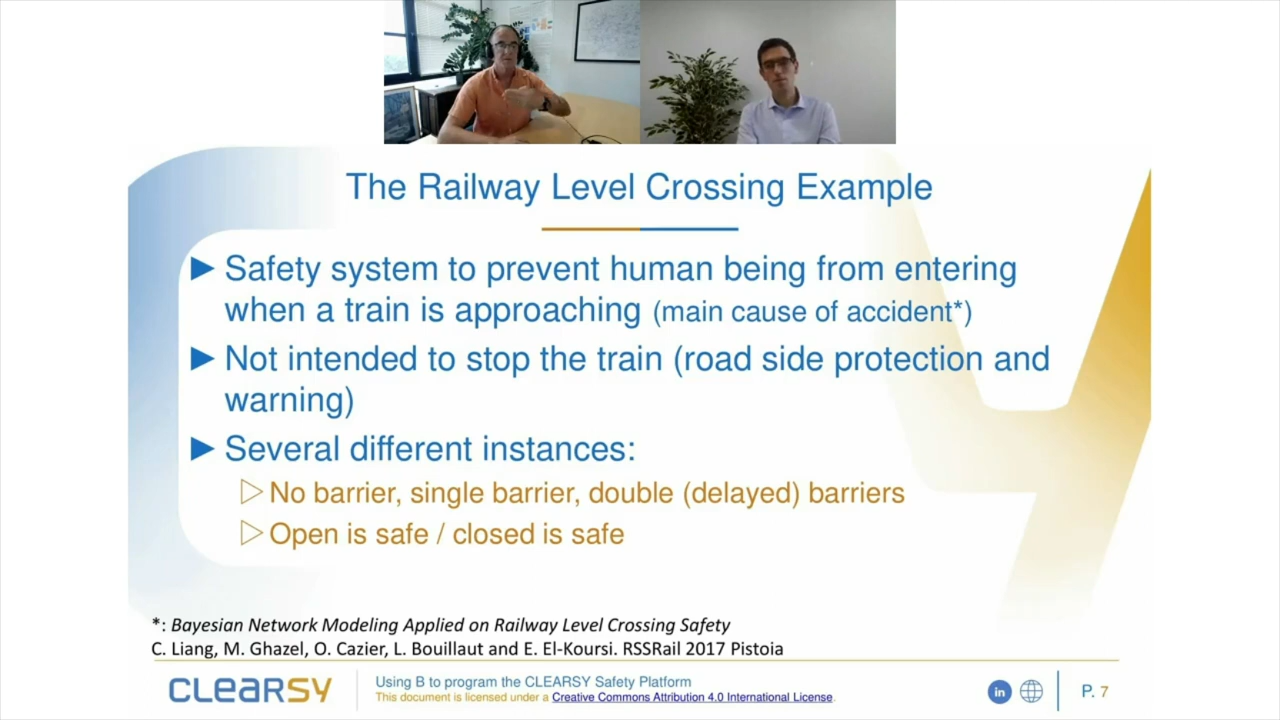 The Railway Level Crossing Example
Safety system to prevent human being from entering
when a train is approaching (main cause of accident*)
Not intended to stop the train (road side protection and
warning)
Several different instances:
No barrier, single barrier, double (delayed) barriers
Open is safe / closed is safe
*: Bayesian Network Modeling Applied on Railway Level Crossing Safety
C. Liang, M. Ghazel, O. Cazier, L. Bouillaut and E. El-Koursi. RSSRail 2017 Pistoia
CLEARSY
Using B to program the CLEARSY Safety Platform
This document is licensed under a Creative Commons Attribution 4.0 International License.
in
P. 7